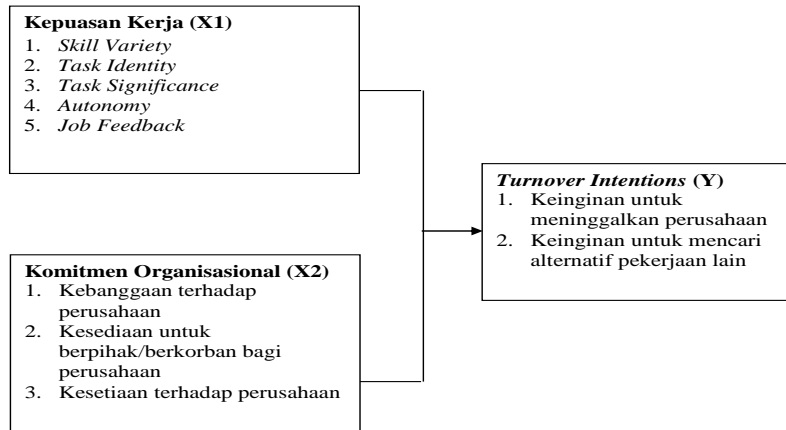 Kepuasan Kerja (X1)
1. Skill Variety
2. Task Identity
3. Task Significance
4. Autonomy
5. Job Feedback
Turnover Intentions (Y)
1. Keinginan untuk
meninggalkan perusahaan
2. Keinginan untuk mencari
alternatif pekerjaan lain
Komitmen Organisasional (X2)
1. Kebanggaan terhadap
perusahaan
2. Kesediaan untuk
berpihak/berkorban bagi
perusahaan
3. Kesetiaan terhadap perusahaan